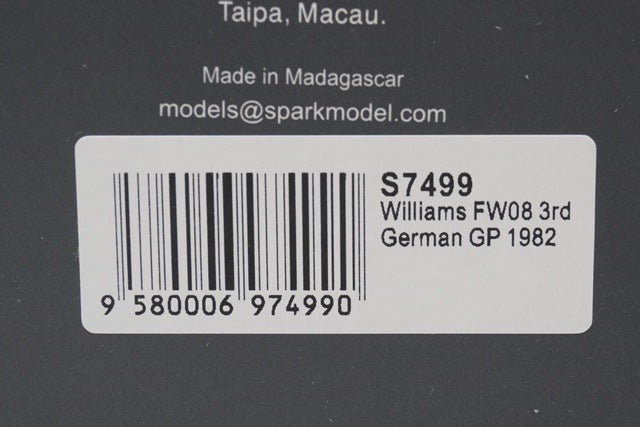 Taipa, Macau.
Made in Madagascar
models@sparkmodel.com
S7499
Williams FW08 3rd
German GP 1982
9 580006 974990